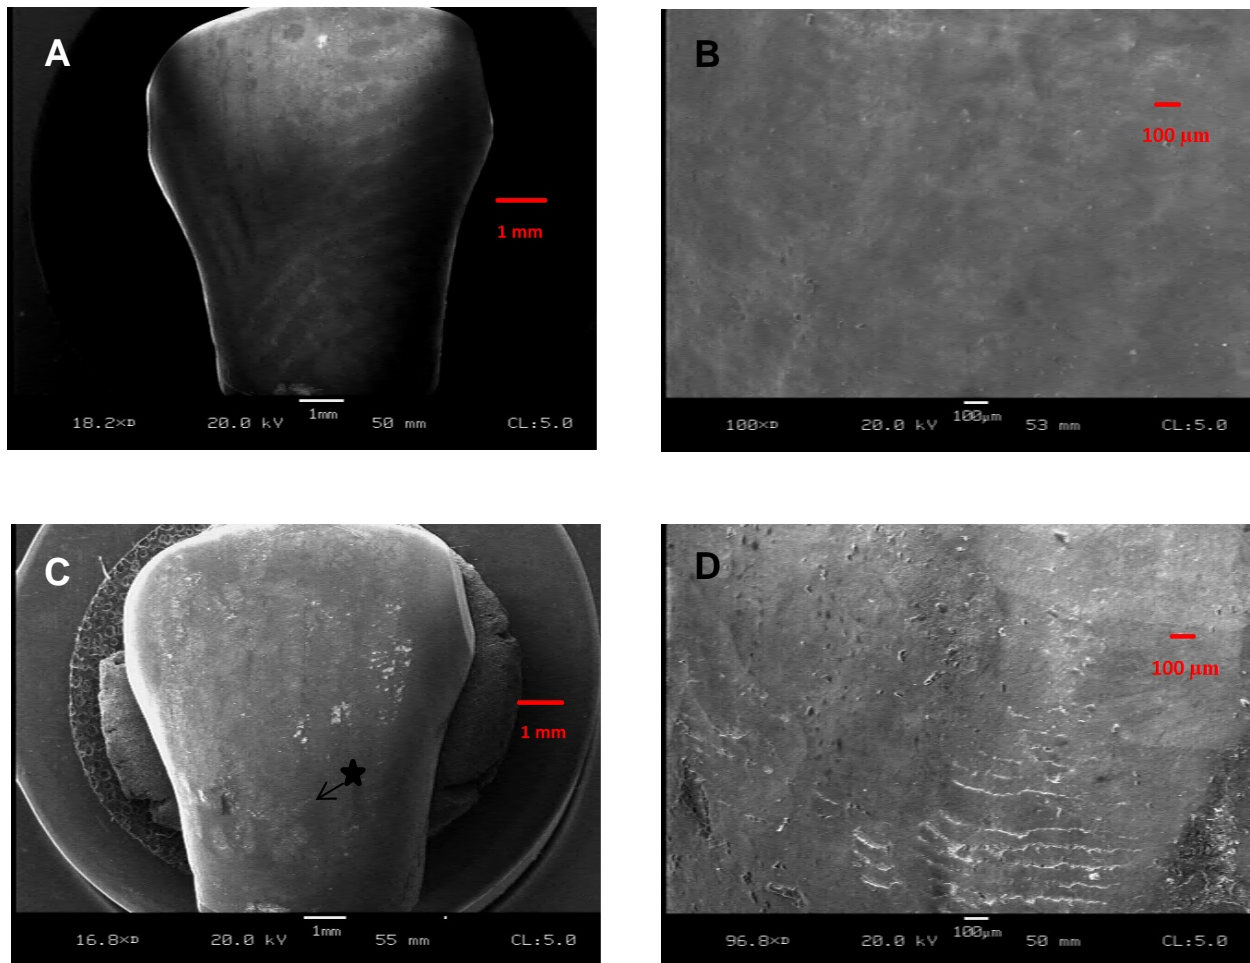 A
1 mm
1mm
18.2×D 20.0 kV 50 mm CL:5.0
B
100 µm
100µm
100×D 20.0 kV 53 mm CL:5.0
C
1 mm
1mm
16.8×D 20.0 kV 55 mm CL:5.0
D
100 µm
100µm
96.8×D 20.0 kV 50 mm CL:5.0